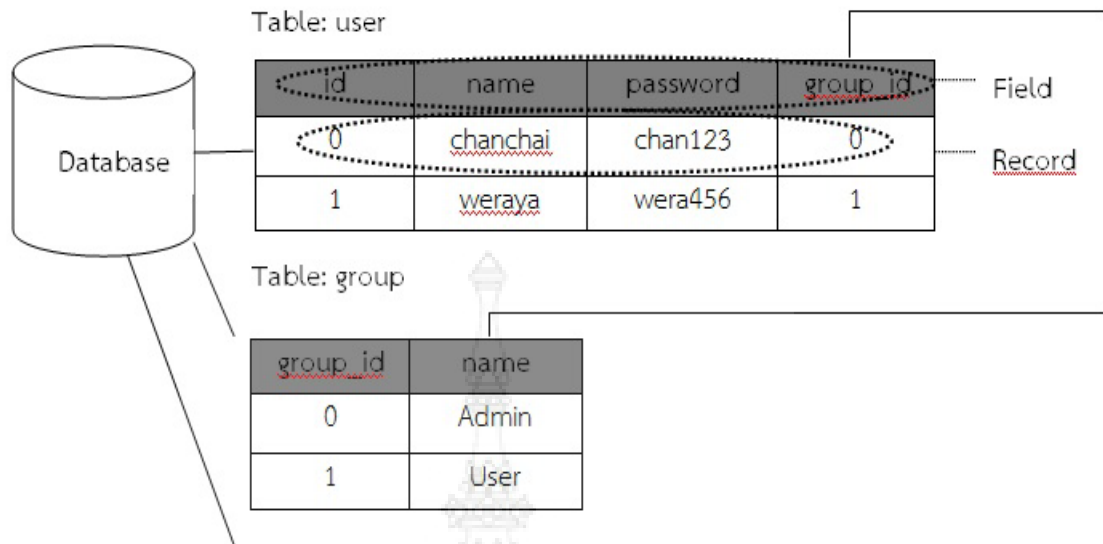 Table: user
id name password group_id
Field
0 chanchai chan123 0
Database
Record
1 weraya wera456 1
Table: group
group_id name
0 Admin
1 User